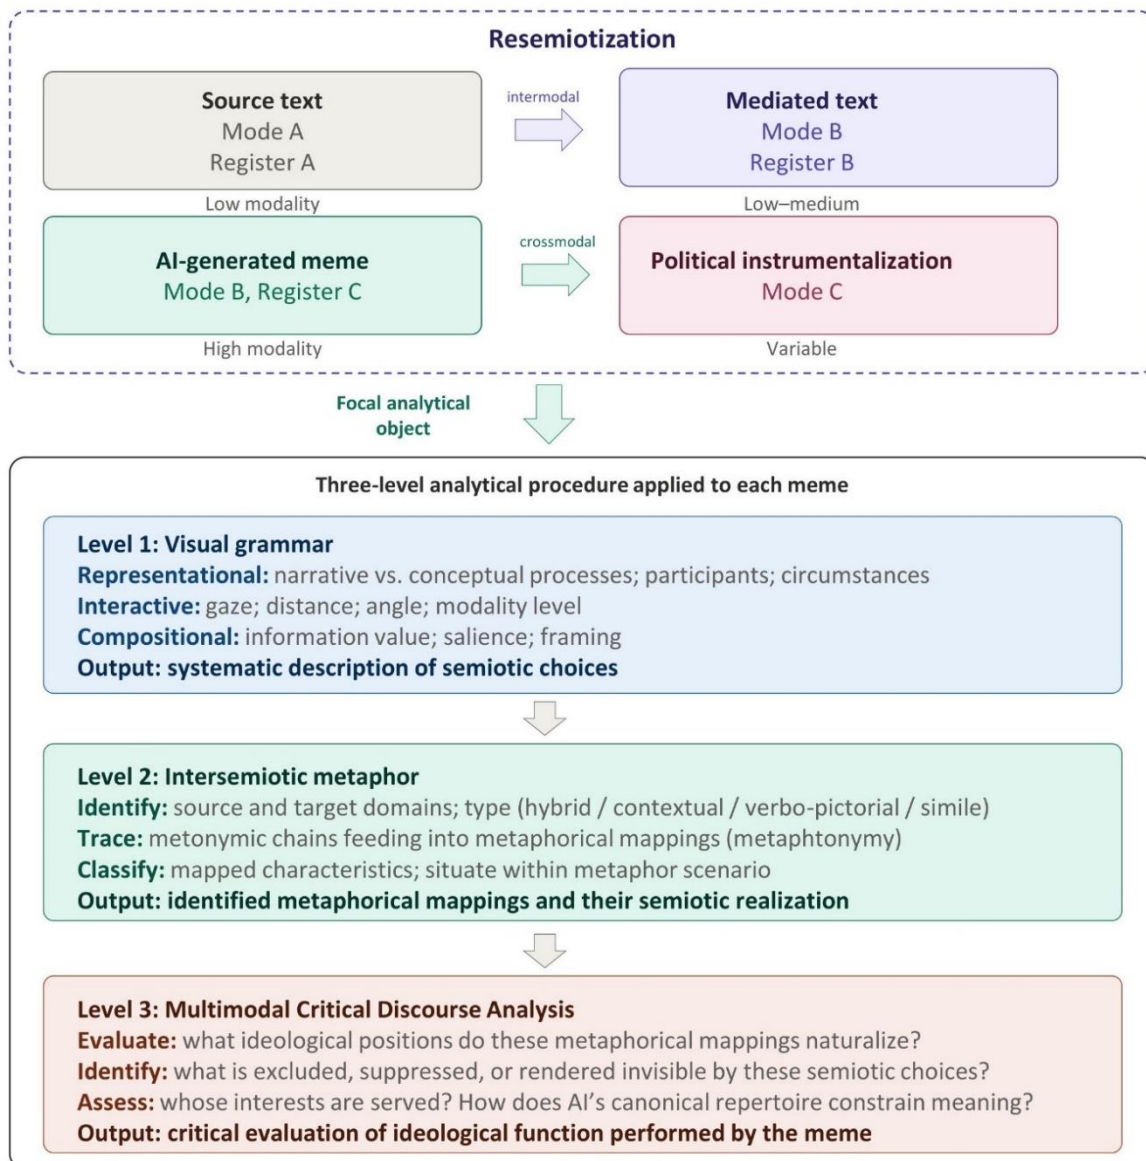 Resemiotization
Source text
Mode A
Register A
Low modality
intermodal
Mediated text
Mode B
Register B
Low–medium
AI-generated meme
Mode B, Register C
High modality
crossmodal
Political instrumentalization
Mode C
Variable
Focal analytical
object
Three-level analytical procedure applied to each meme
Level 1: Visual grammar
Representational: narrative vs. conceptual processes; participants; circumstances
Interactive: gaze; distance; angle; modality level
Compositional: information value; salience; framing
Output: systematic description of semiotic choices
Level 2: Intersemiotic metaphor
Identify: source and target domains; type (hybrid / contextual / verbo-pictorial / simile)
Trace: metonymic chains feeding into metaphorical mappings (metaphtonymy)
Classify: mapped characteristics; situate within metaphor scenario
Output: identified metaphorical mappings and their semiotic realization
Level 3: Multimodal Critical Discourse Analysis
Evaluate: what ideological positions do these metaphorical mappings naturalize?
Identify: what is excluded, suppressed, or rendered invisible by these semiotic choices?
Assess: whose interests are served? How does AI’s canonical repertoire constrain meaning?
Output: critical evaluation of ideological function performed by the meme